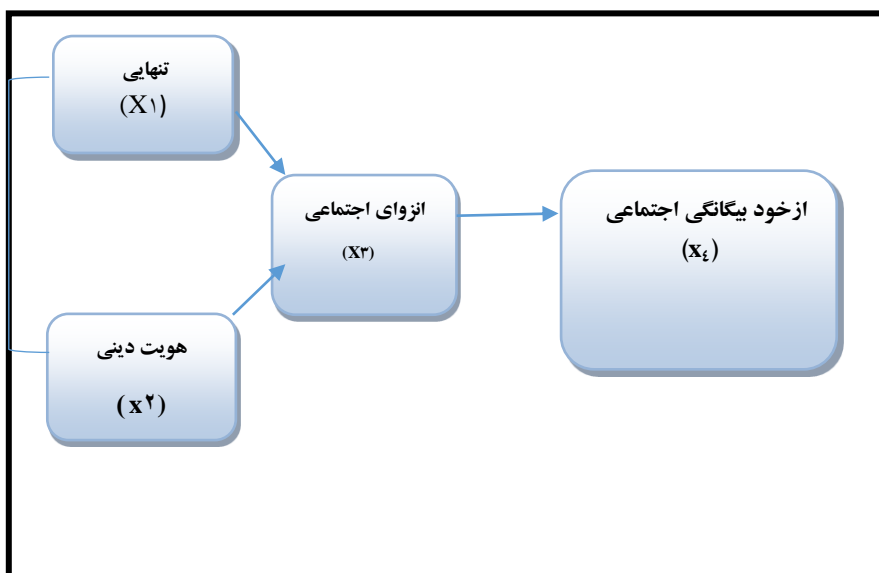 تنهایی
(X۱)
انزوای اجتماعی
(X۳)
ازخود بیگانگی اجتماعی
(x٤)
هویت دینی
(x۲)